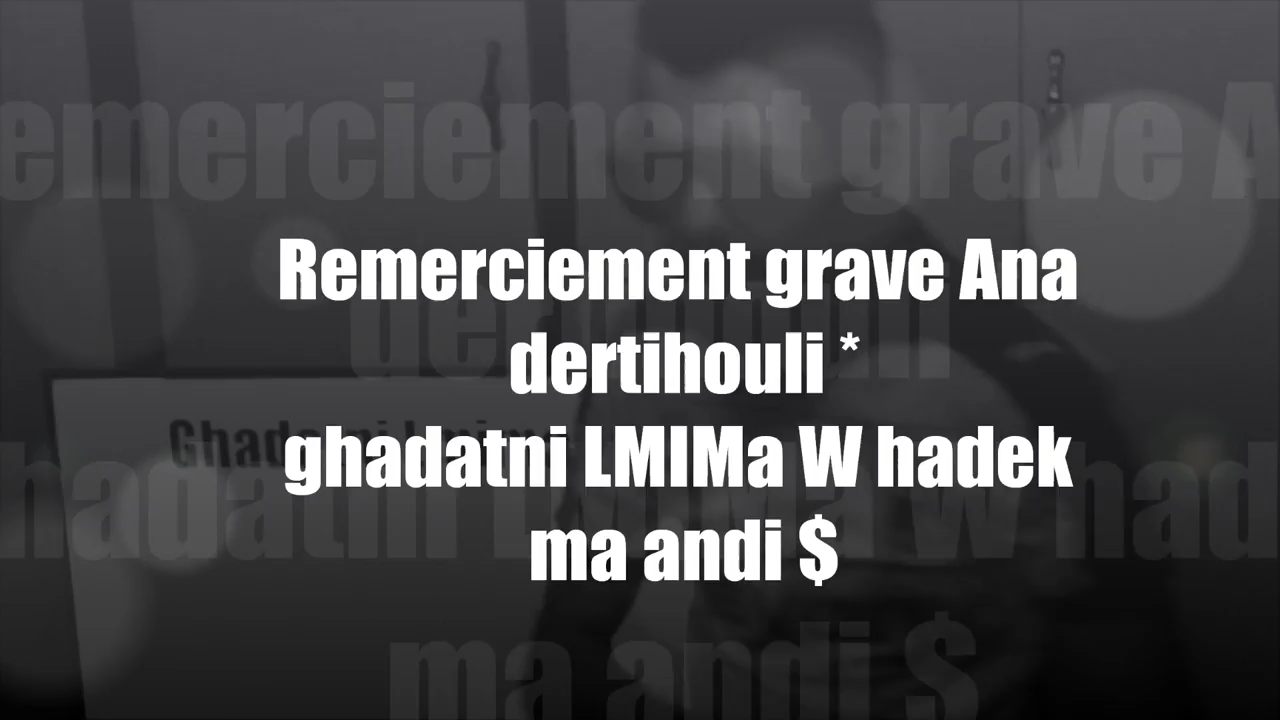 Remerciement grave Ana
dertihouli *
ghadatni LMIMa W hadek
ma andi $